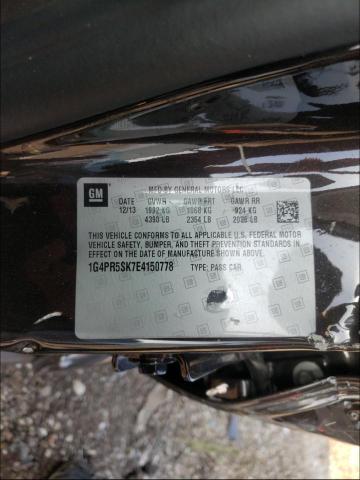 GM
MFD BY GENERAL MOTORS LLC
DATE GVWR GAWR FRT GAWR RR
12/13 1992 KG 1068 KG 924 KG
4393 LB 2354 LB 2039 LB
THIS VEHICLE CONFORMS TO ALL APPLICABLE U.S. FEDERAL MOTOR
VEHICLE SAFETY, BUMPER, AND THEFT PREVENTION STANDARDS IN
EFFECT ON THE DATE OF MANUFACTURE SHOWN ABOVE.
1G4PR5SK7E4150778 TYPE: PASS CAR